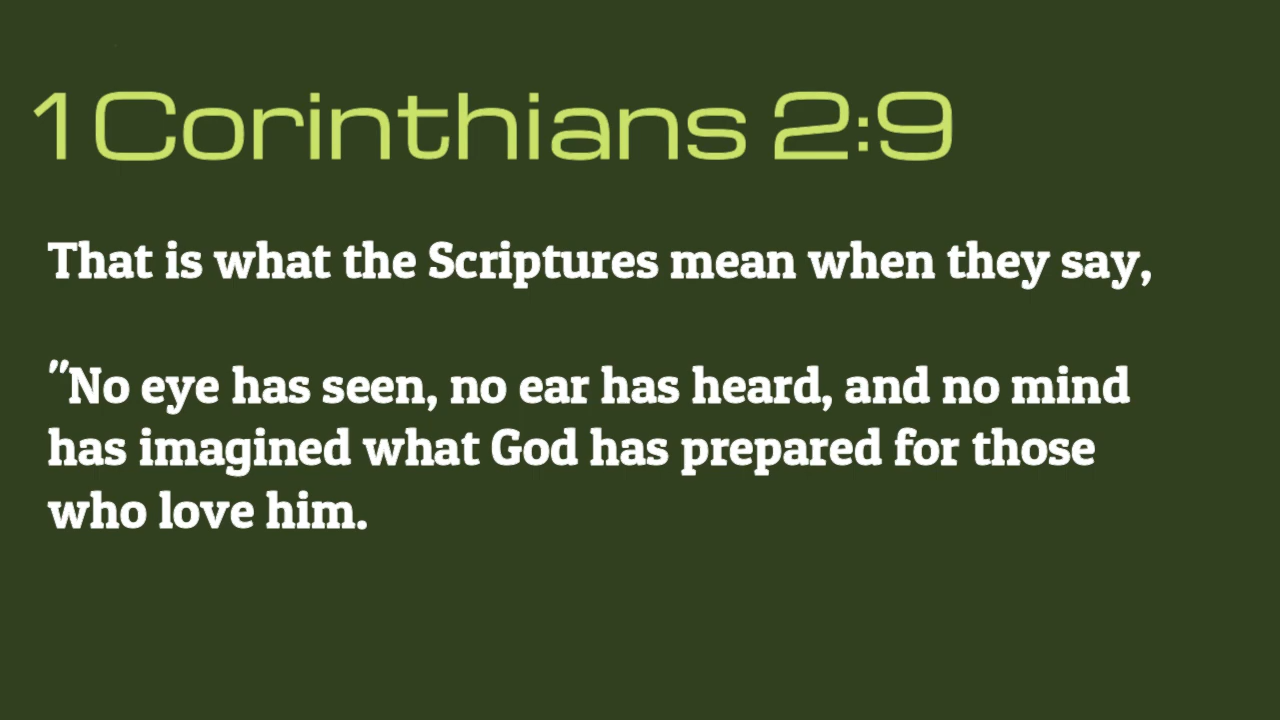 1 Corinthians 2:9
That is what the Scriptures mean when they say,
"No eye has seen, no ear has heard, and no mind
has imagined what God has prepared for those
who love him.